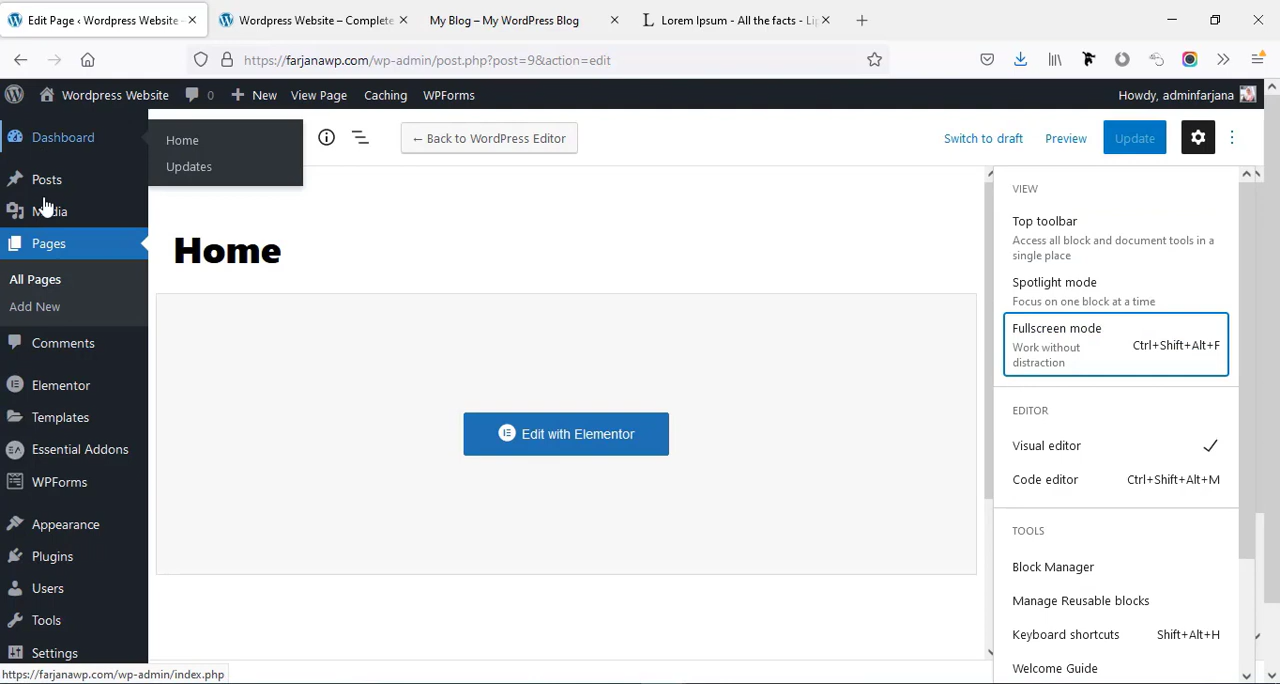 Edit Page ‹ Wordpress Website –
Wordpress Website – Complete
My Blog – My WordPress Blog
Lorem Ipsum - All the facts - Lip
https://farjanawp.com/wp-admin/post.php?post=9&action=edit
Wordpress Website
0
New
View Page
Caching
WPForms
Howdy, adminfarjana
Dashboard
Home
Updates
← Back to WordPress Editor
Switch to draft
Preview
Update
Posts
Media
Pages
All Pages
Add New
Comments
Elementor
Templates
Essential Addons
WPForms
Appearance
Plugins
Users
Tools
Settings
Home
Edit with Elementor
VIEW
Top toolbar
Access all block and document tools in a
single place
Spotlight mode
Focus on one block at a time
Fullscreen mode
Work without
distraction
Ctrl+Shift+Alt+F
EDITOR
Visual editor
Code editor Ctrl+Shift+Alt+M
TOOLS
Block Manager
Manage Reusable blocks
Keyboard shortcuts Shift+Alt+H
Welcome Guide
https://farjanawp.com/wp-admin/index.php